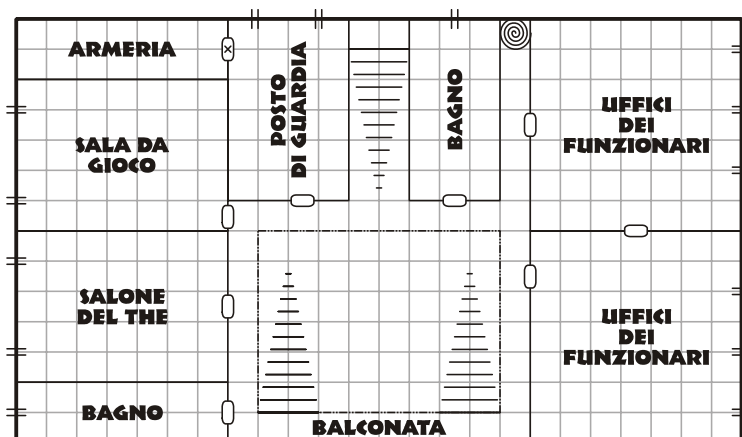 ARMERIA
POSTO
DI GUARDIA
BAGNO
UFFICI
DEI
FUNZIONARI
SALA DA
GIOCO
SALONE
DEL THE
UFFICI
DEI
FUNZIONARI
BAGNO
BALCONATA